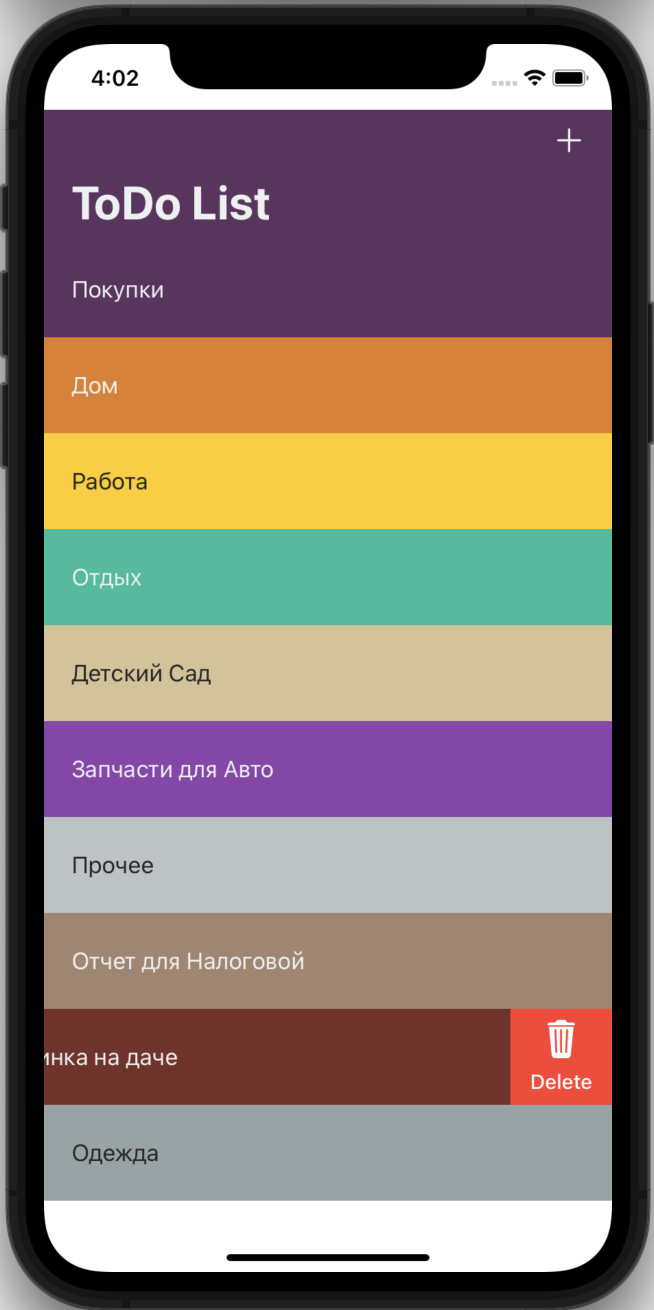 4:02
ToDo List
Покупки
Дом
Работа
Отдых
Детский Сад
Запчасти для Авто
Прочее
Отчет для Налоговой
на даче
Delete
Одежда